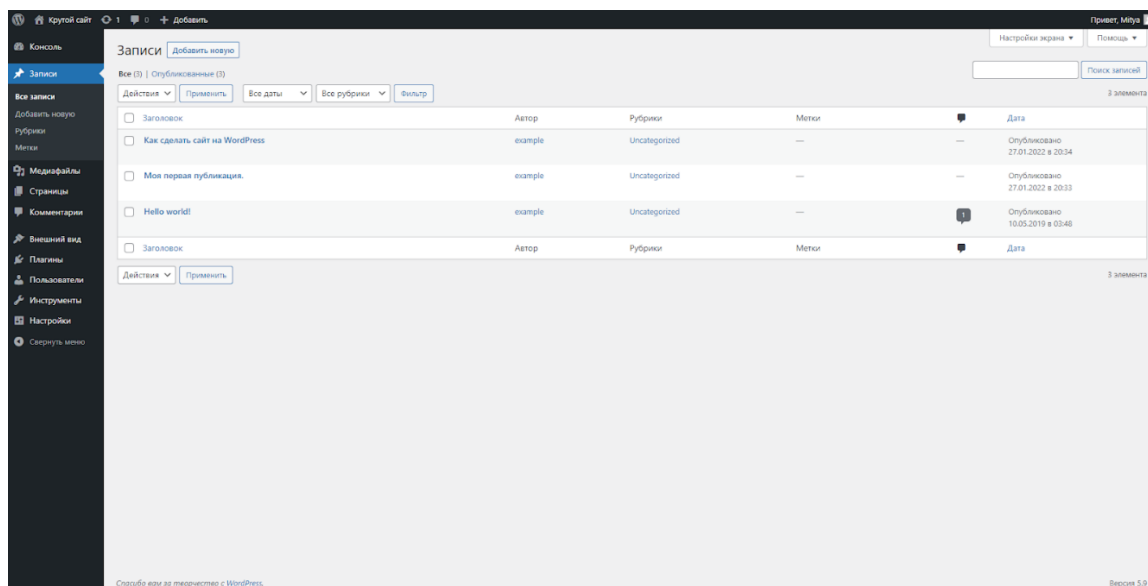 Крутой сайт 1 0 + Добавить Привет, Mitya
Консоль
Записи
Все записи
Добавить новую
Рубрики
Метки
Медиафайлы
Страницы
Комментарии
Внешний вид
Плагины
Пользователи
Инструменты
Настройки
Свернуть меню
Настройки экрана ▼ Помощь ▼
Записи Добавить новую
Все (3) | Опубликованные (3) Поиск записей
Действия Применить Все даты Все рубрики Фильтр 3 элемента
Заголовок Автор Рубрики Метки Дата
Как сделать сайт на WordPress example Uncategorized — — Опубликовано
27.01.2022 в 20:34
Моя первая публикация. example Uncategorized — — Опубликовано
27.01.2022 в 20:33
Hello world! example Uncategorized — 1 Опубликовано
10.05.2019 в 03:48
Заголовок Автор Рубрики Метки Дата
Действия Применить 3 элемента
Спасибо вам за творчество с WordPress. Версия 5.9